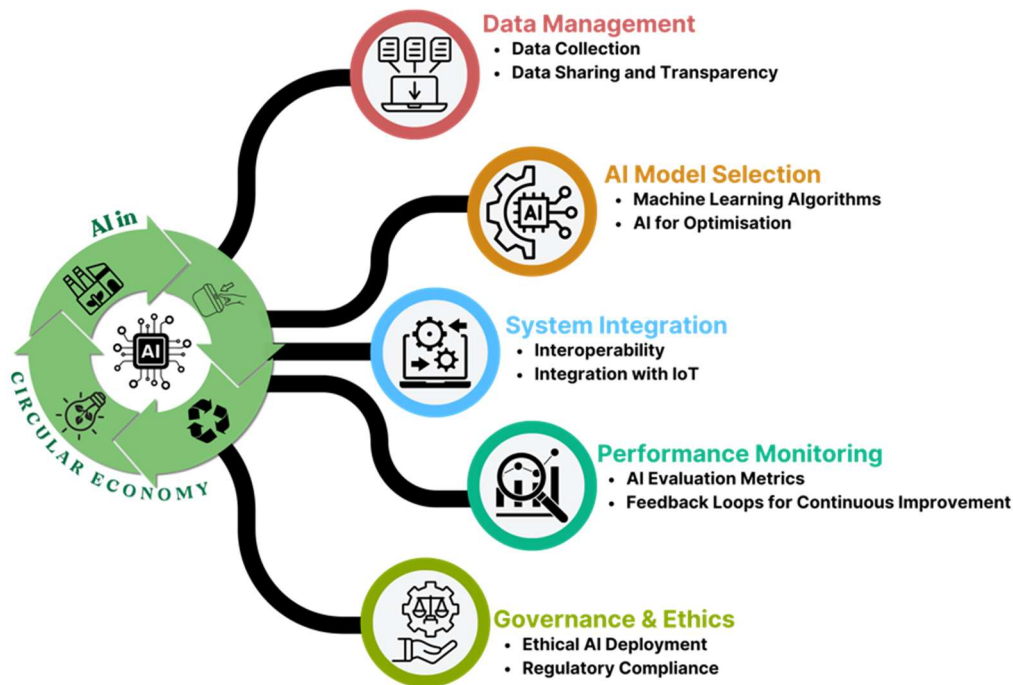 Data Management
• Data Collection
• Data Sharing and Transparency
AI Model Selection
• Machine Learning Algorithms
• AI for Optimisation
AI
AI in
CIRCULAR ECONOMY
AI
System Integration
• Interoperability
• Integration with IoT
Performance Monitoring
• AI Evaluation Metrics
• Feedback Loops for Continuous Improvement
Governance & Ethics
• Ethical AI Deployment
• Regulatory Compliance